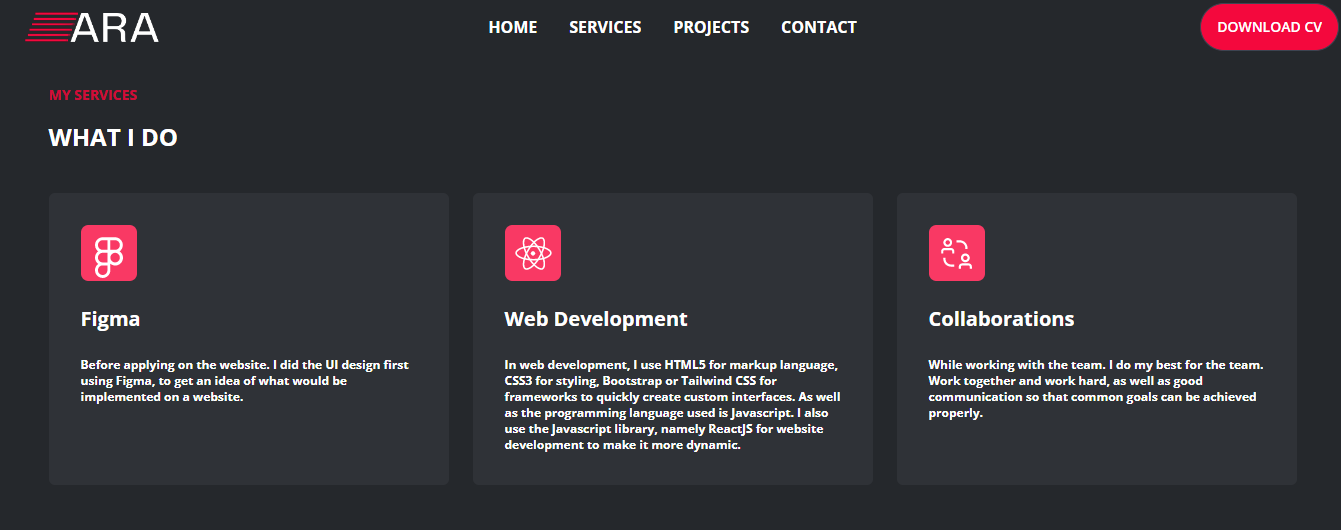 ARA
HOME SERVICES PROJECTS CONTACT
DOWNLOAD CV
MY SERVICES
WHAT I DO
Figma
Before applying on the website. I did the UI design first
using Figma, to get an idea of what would be
implemented on a website.
Web Development
In web development, I use HTML5 for markup language,
CSS3 for styling, Bootstrap or Tailwind CSS for
frameworks to quickly create custom interfaces. As well
as the programming language used is Javascript. I also
use the Javascript library, namely ReactJS for website
development to make it more dynamic.
Collaborations
While working with the team. I do my best for the team.
Work together and work hard, as well as good
communication so that common goals can be achieved
properly.